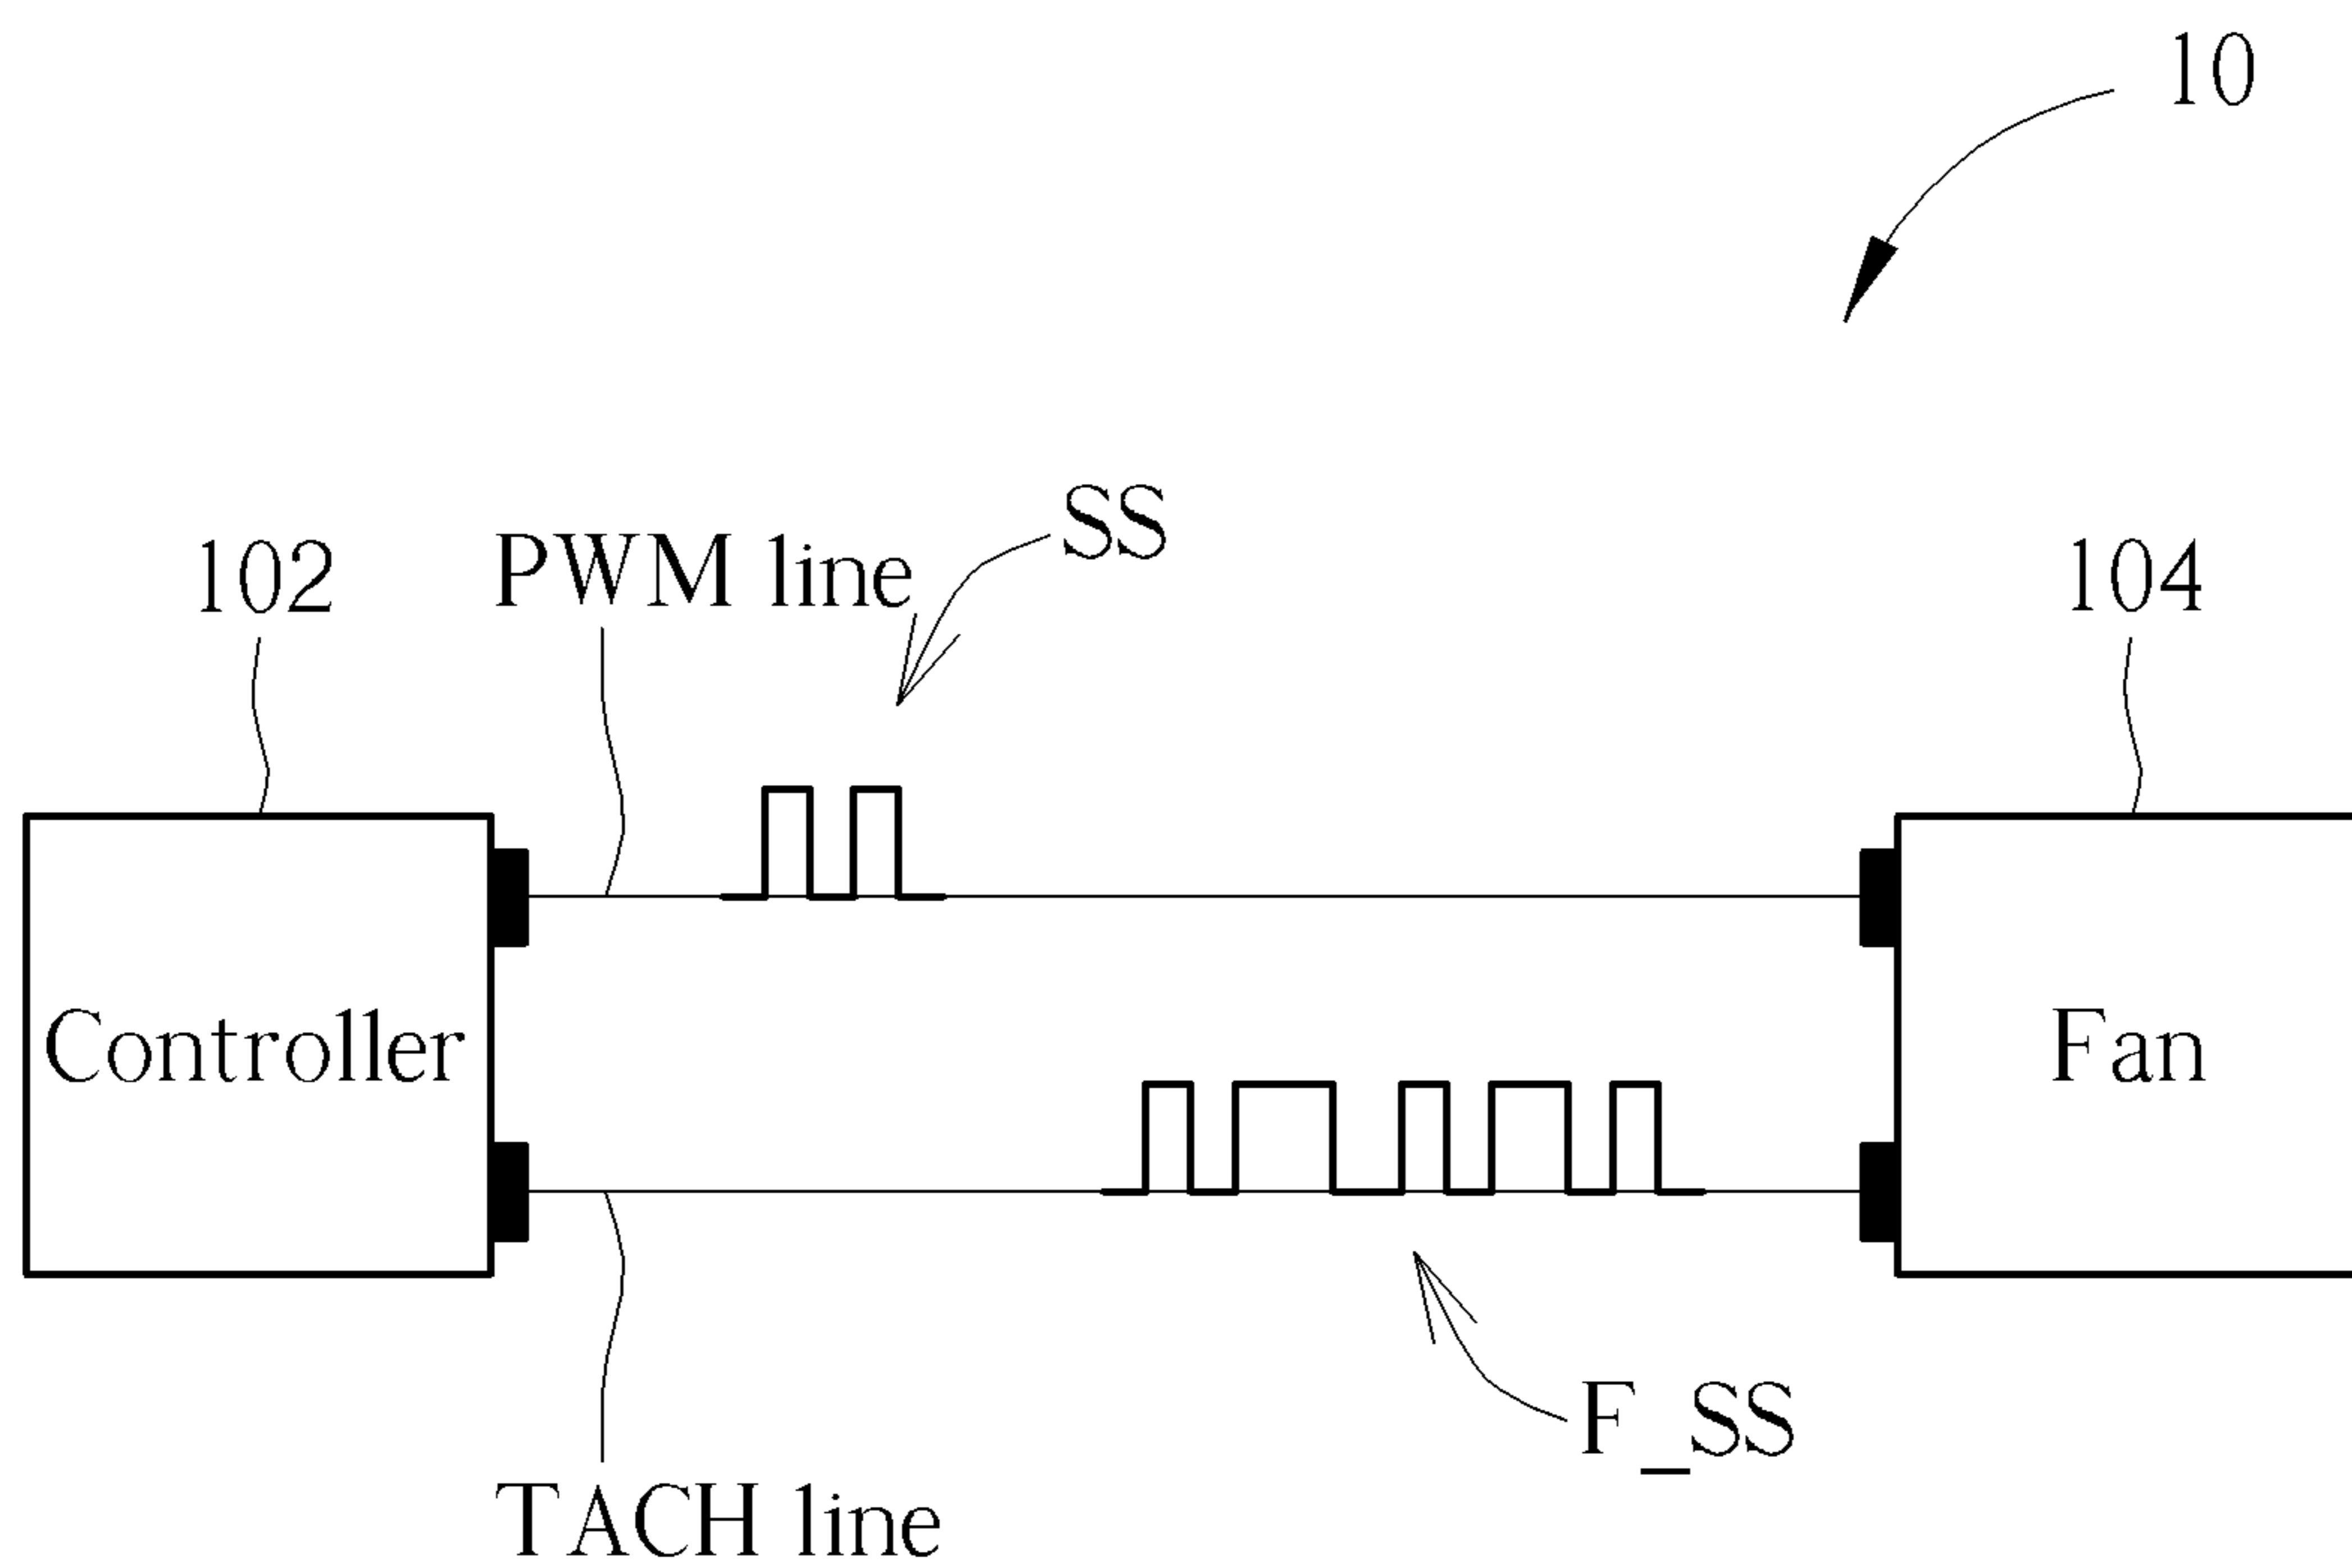 10
SS
102
PWM line
104
Controller
Fan
F_SS
TACH line